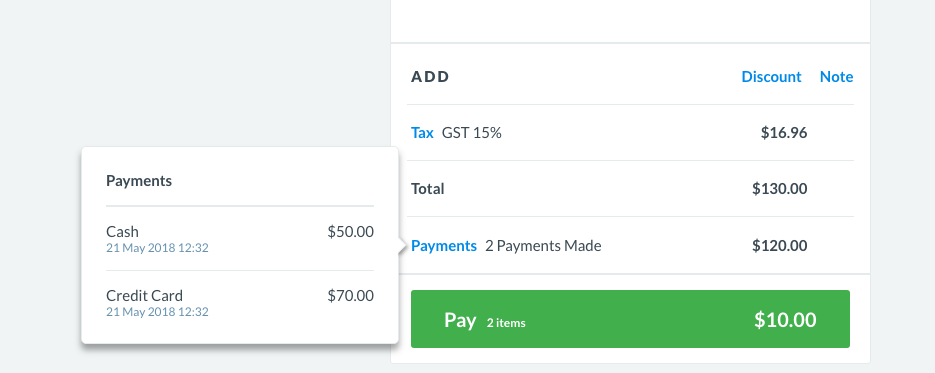 ADD Discount Note
Tax GST 15% $16.96
Total $130.00
Payments 2 Payments Made $120.00
Pay 2 items $10.00
Payments
Cash $50.00
21 May 2018 12:32
Credit Card $70.00
21 May 2018 12:32